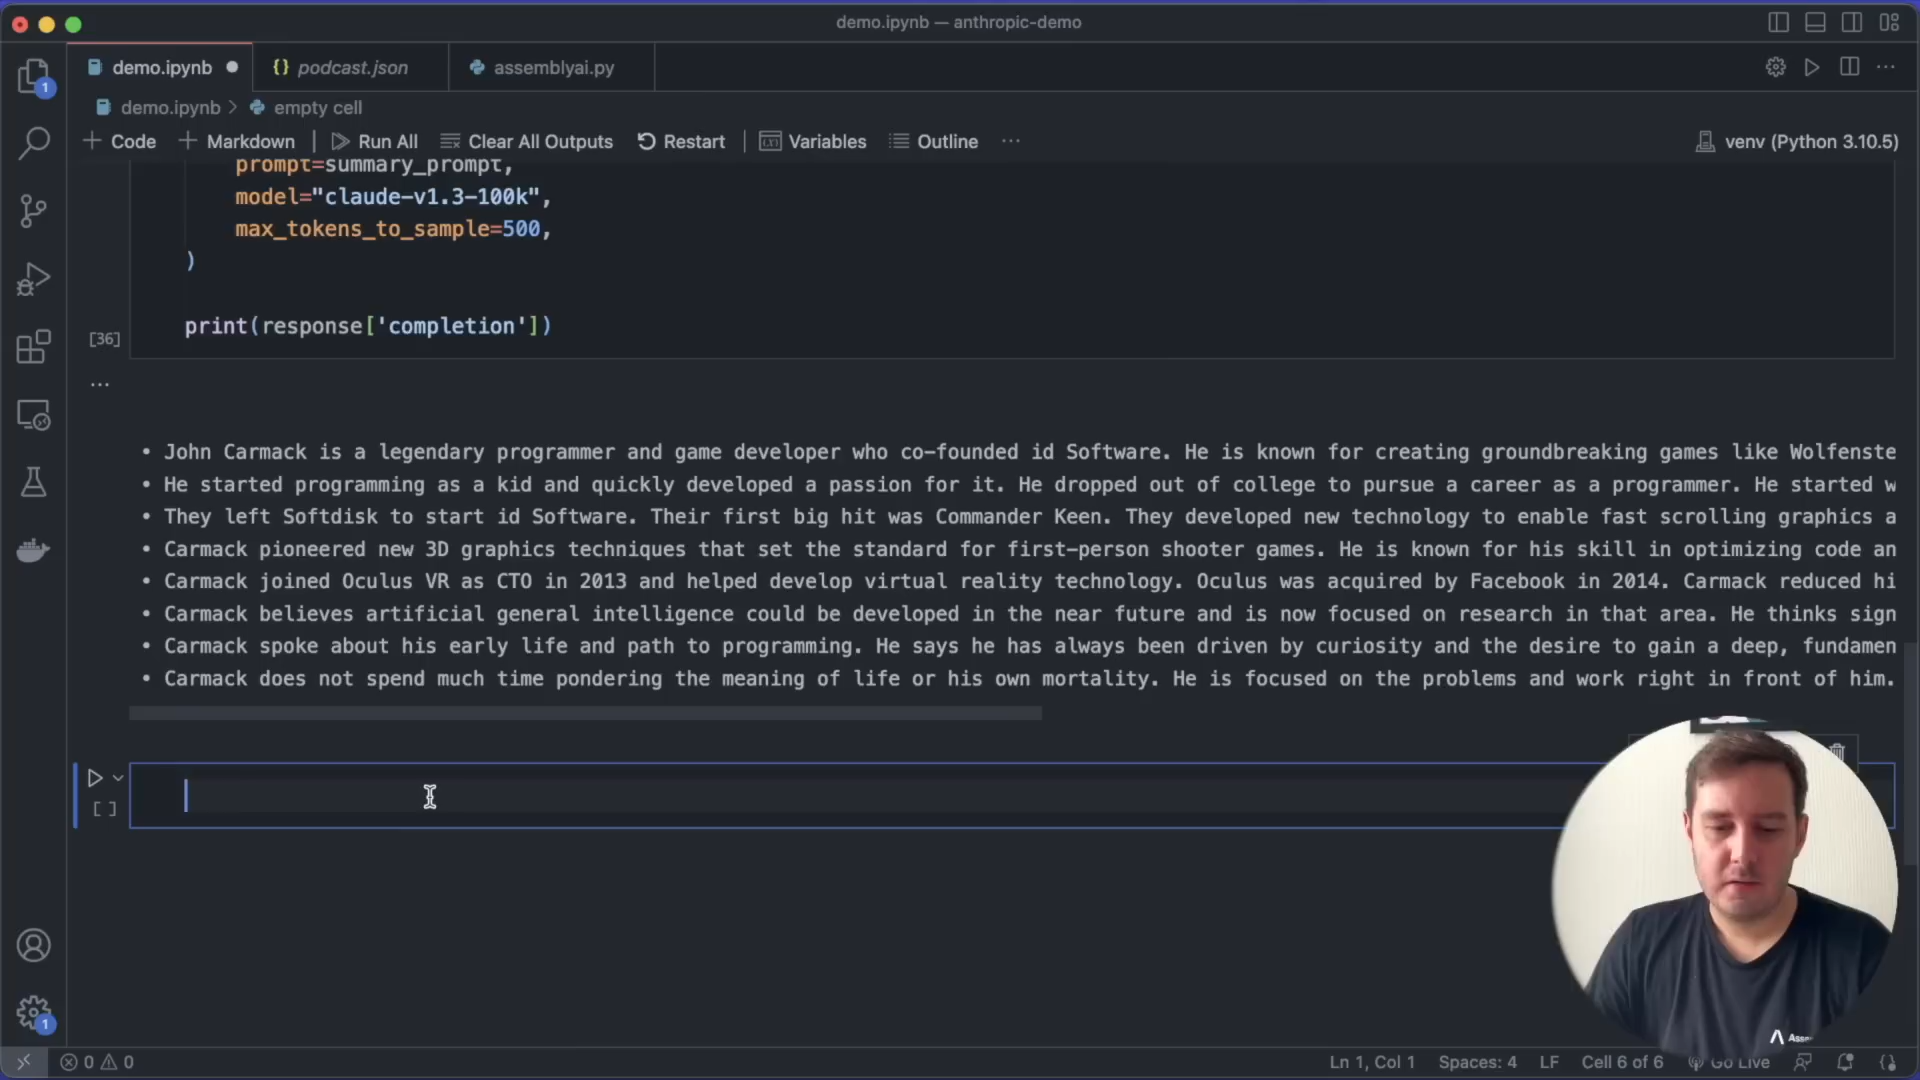 demo.ipynb — anthropic-demo
demo.ipynb
podcast.json
assemblyai.py
demo.ipynb > empty cell
+ Code + Markdown | Run All Clear All Outputs Restart | Variables Outline ...
venv (Python 3.10.5)
prompt=summary_prompt,
model="claude-v1.3-100k",
max_tokens_to_sample=500,
)
print(response['completion'])
[36]
...
• John Carmack is a legendary programmer and game developer who co-founded id Software. He is known for creating groundbreaking games like Wolfenste
• He started programming as a kid and quickly developed a passion for it. He dropped out of college to pursue a career as a programmer. He started w
• They left Softdisk to start id Software. Their first big hit was Commander Keen. They developed new technology to enable fast scrolling graphics a
• Carmack pioneered new 3D graphics techniques that set the standard for first-person shooter games. He is known for his skill in optimizing code an
• Carmack joined Oculus VR as CTO in 2013 and helped develop virtual reality technology. Oculus was acquired by Facebook in 2014. Carmack reduced hi
• Carmack believes artificial general intelligence could be developed in the near future and is now focused on research in that area. He thinks sign
• Carmack spoke about his early life and path to programming. He says he has always been driven by curiosity and the desire to gain a deep, fundamen
• Carmack does not spend much time pondering the meaning of life or his own mortality. He is focused on the problems and work right in front of him.
[ ]
1
1
0 0
Ln 1, Col 1 Spaces: 4 LF Cell 6 of 6 Go Live